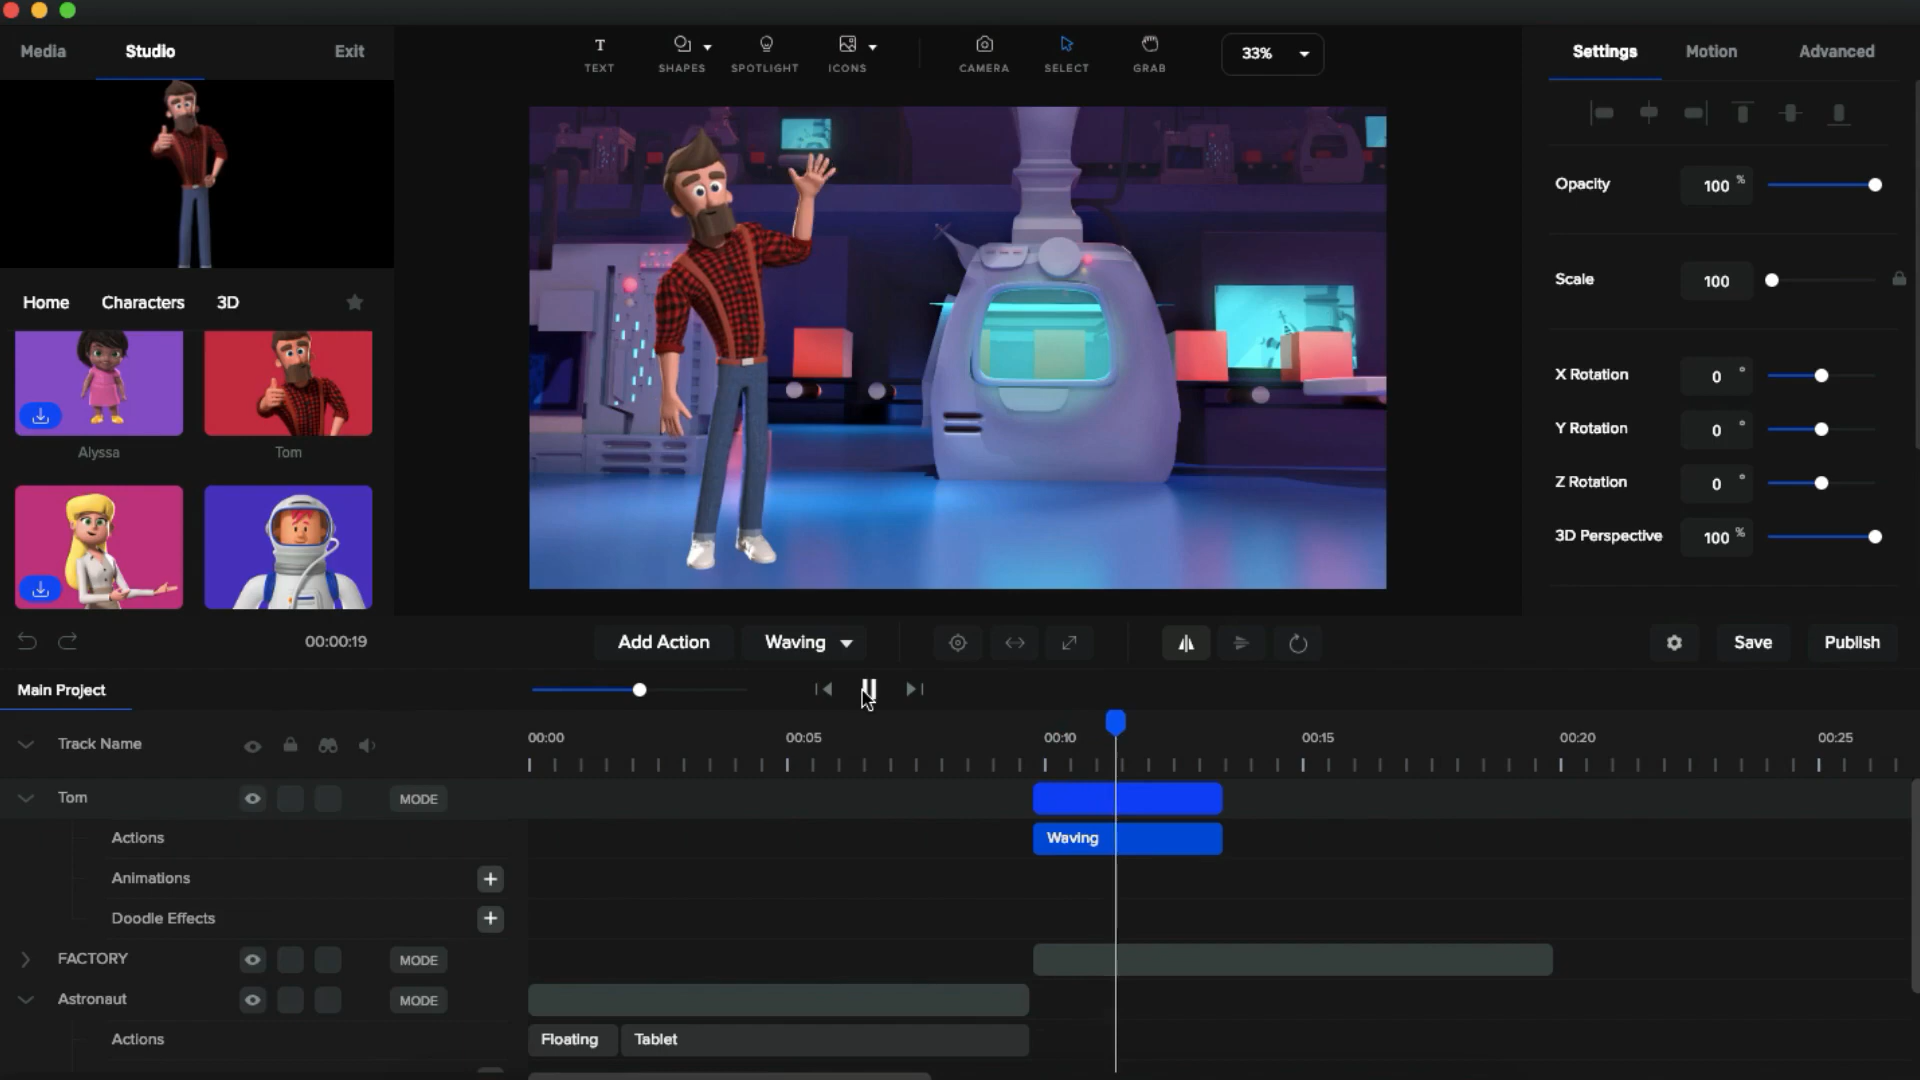 Media Studio Exit
TEXT SHAPES SPOTLIGHT ICONS CAMERA SELECT GRAB 33%
Settings Motion Advanced
Opacity 100 %
Scale 100
X Rotation 0 °
Y Rotation 0 °
Z Rotation 0 °
3D Perspective 100 %
Home Characters 3D
Alyssa Tom
00:00:19
Add Action Waving
Save Publish
Main Project
Track Name
00:00 00:05 00:10 00:15 00:20 00:25
Tom MODE
Actions Waving
Animations +
Doodle Effects +
FACTORY MODE
Astronaut MODE
Actions Floating Tablet